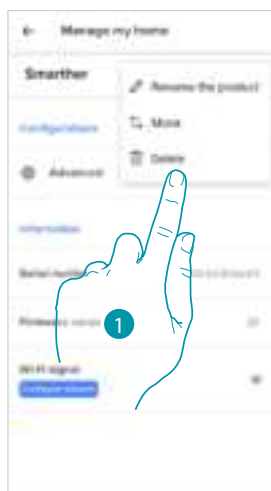 Manage my home
Smarther
Rename the product
Configurations
Move
Delete
Advanced
Information
Serial number
Firmware
Wi-Fi signal
1